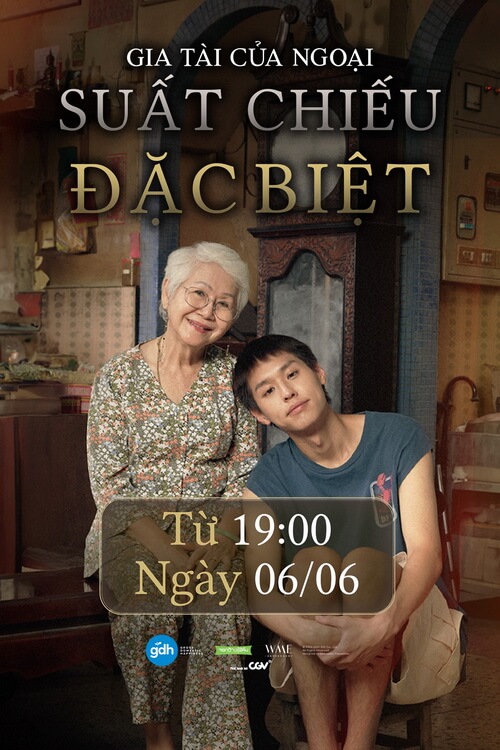 GIA TÀI CỦA NGOẠI
SUẤT CHIẾU
ĐẶC BIỆT
Từ 19:00
Ngày 06/06
gdh
CGV